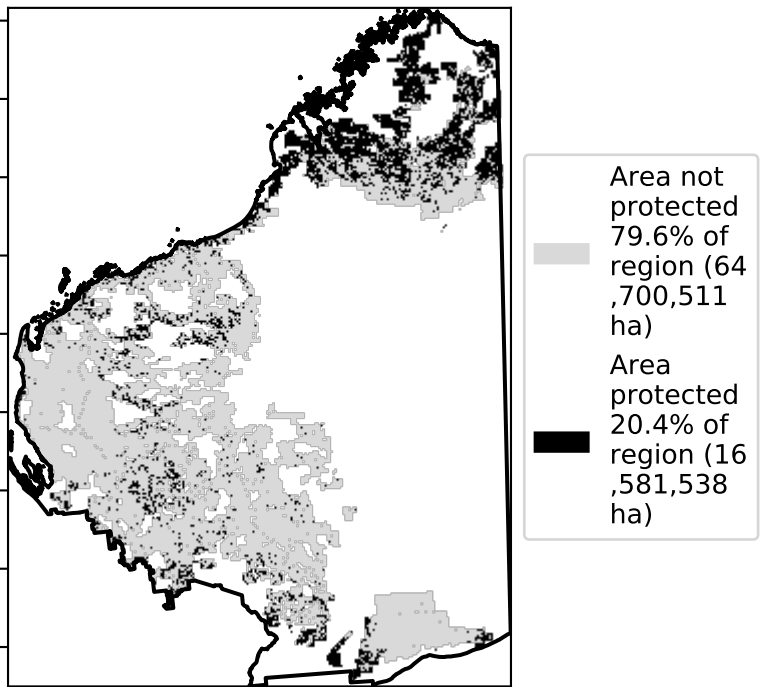 Area not
protected
79.6% of
region (64
,700,511
ha)
Area
protected
20.4% of
region (16
,581,538
ha)